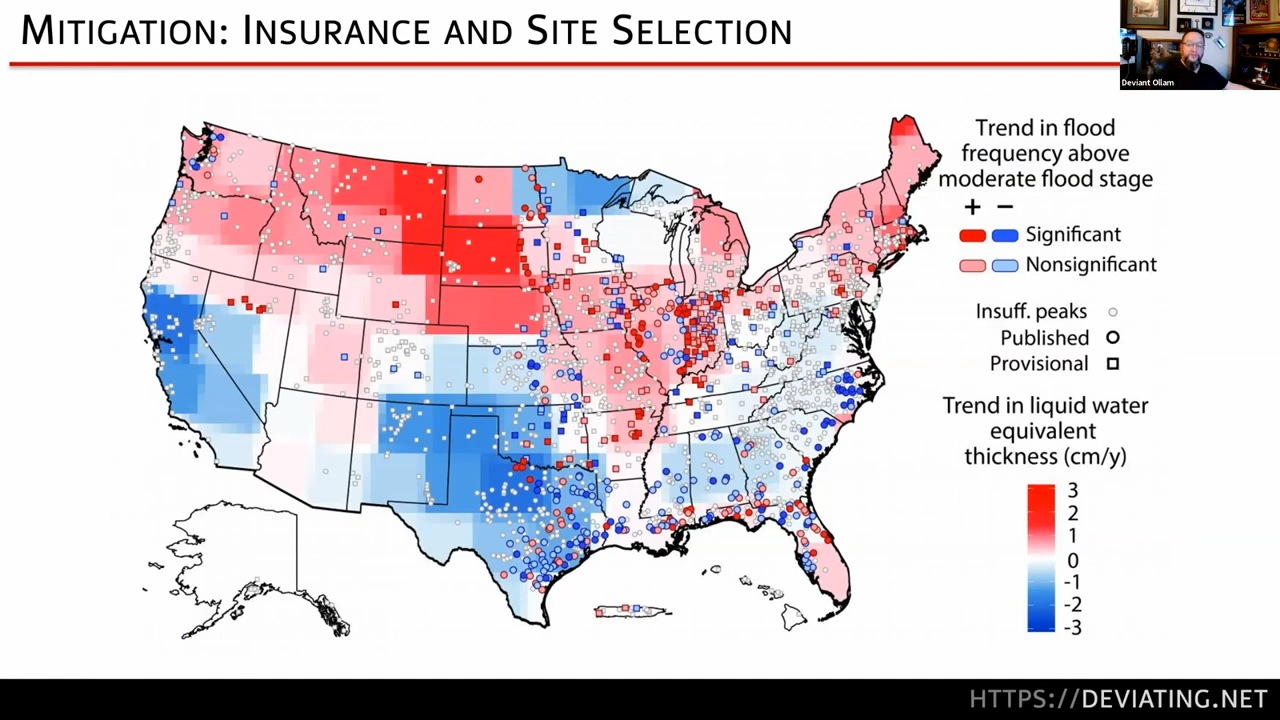 MITIGATION: INSURANCE AND SITE SELECTION
Deviant Ollam
Trend in flood
frequency above
moderate flood stage
+ −
Significant
Nonsignificant
Insuff. peaks
Published
Provisional
Trend in liquid water
equivalent
thickness (cm/y)
3
2
1
0
-1
-2
-3
HTTPS://DEVIATING.NET